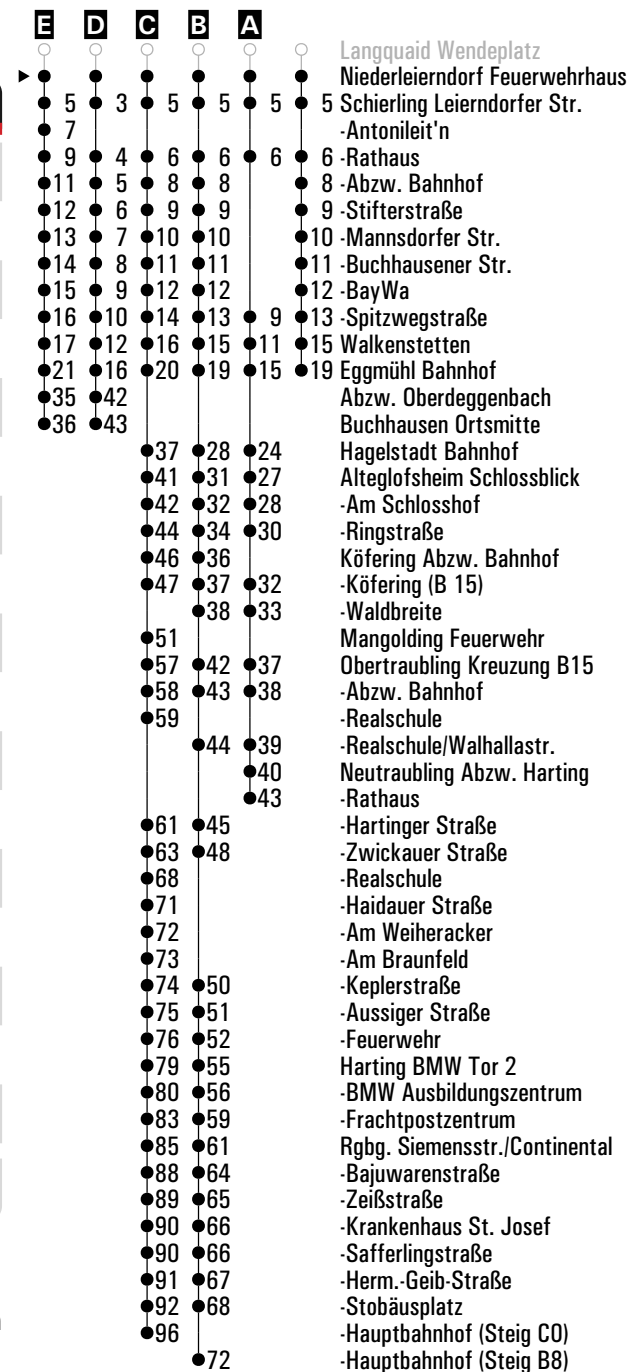 E D C B A
Langquaid Wendeplatz
Niederleierndorf Feuerwehrhaus
5 3 5 5 5 5 Schierling Leierndorfer Str.
7 -Antonileit'n
9 4 6 6 6 6 -Rathaus
11 5 8 8 8 -Abzw. Bahnhof
12 6 9 9 9 -Stifterstraße
13 7 10 10 10 -Mannsdorfer Str.
14 8 11 11 11 -Buchhausener Str.
15 9 12 12 12 -BayWa
16 10 14 13 9 13 -Spitzwegstraße
17 12 16 15 11 15 Walkenstetten
21 16 20 19 15 19 Eggmühl Bahnhof
35 42 Abzw. Oberdeggenbach
36 43 Buchhausen Ortsmitte
37 28 24 Hagelstadt Bahnhof
41 31 27 Alteglofsheim Schlossblick
42 32 28 -Am Schlosshof
44 34 30 -Ringstraße
46 36 Köfering Abzw. Bahnhof
47 37 32 -Köfering (B 15)
38 33 -Waldbreite
51 Mangolding Feuerwehr
57 42 37 Obertraubling Kreuzung B15
58 43 38 -Abzw. Bahnhof
59 -Realschule
44 39 -Realschule/Walhallastr.
40 Neutraubling Abzw. Harting
43 -Rathaus
61 45 -Hartinger Straße
63 48 -Zwickauer Straße
68 -Realschule
71 -Haidauer Straße
72 -Am Weiheracker
73 -Am Braunfeld
74 50 -Keplerstraße
75 51 -Aussiger Straße
76 52 -Feuerwehr
79 55 Harting BMW Tor 2
80 56 -BMW Ausbildungszentrum
83 59 -Frachtpostzentrum
85 61 Rgbg. Siemensstr./Continental
88 64 -Bajuwarenstraße
89 65 -Zeißstraße
90 66 -Krankenhaus St. Josef
90 66 -Safferlingstraße
91 67 -Herm.-Geib-Straße
92 68 -Stobäusplatz
96 -Hauptbahnhof (Steig C0)
72 -Hauptbahnhof (Steig B8)